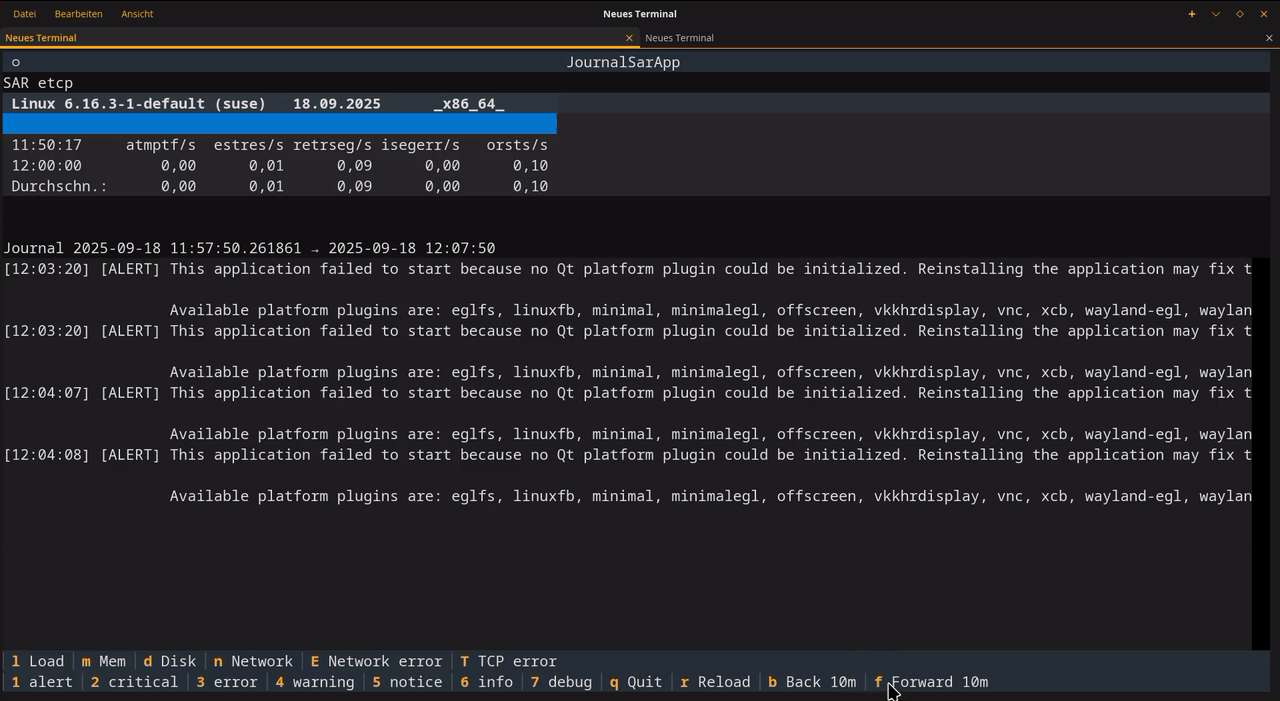 Datei Bearbeiten Ansicht Neues Terminal
Neues Terminal Neues Terminal
JournalSarApp
SAR etcp
Linux 6.16.3-1-default (suse) 18.09.2025 _x86_64_
11:50:17 atmptf/s estres/s retrseg/s isegerr/s orsts/s
12:00:00 0,00 0,01 0,09 0,00 0,10
Durchschn.: 0,00 0,01 0,09 0,00 0,10
Journal 2025-09-18 11:57:50.261861 → 2025-09-18 12:07:50
[12:03:20] [ALERT] This application failed to start because no Qt platform plugin could be initialized. Reinstalling the application may fix t
Available platform plugins are: eglfs, linuxfb, minimal, minimalegl, offscreen, vkkhrdisplay, vnc, xcb, wayland-egl, waylan
[12:03:20] [ALERT] This application failed to start because no Qt platform plugin could be initialized. Reinstalling the application may fix t
Available platform plugins are: eglfs, linuxfb, minimal, minimalegl, offscreen, vkkhrdisplay, vnc, xcb, wayland-egl, waylan
[12:04:07] [ALERT] This application failed to start because no Qt platform plugin could be initialized. Reinstalling the application may fix t
Available platform plugins are: eglfs, linuxfb, minimal, minimalegl, offscreen, vkkhrdisplay, vnc, xcb, wayland-egl, waylan
[12:04:08] [ALERT] This application failed to start because no Qt platform plugin could be initialized. Reinstalling the application may fix t
Available platform plugins are: eglfs, linuxfb, minimal, minimalegl, offscreen, vkkhrdisplay, vnc, xcb, wayland-egl, waylan
l Load m Mem d Disk n Network E Network error T TCP error
1 alert 2 critical 3 error 4 warning 5 notice 6 info 7 debug q Quit r Reload b Back 10m f Forward 10m